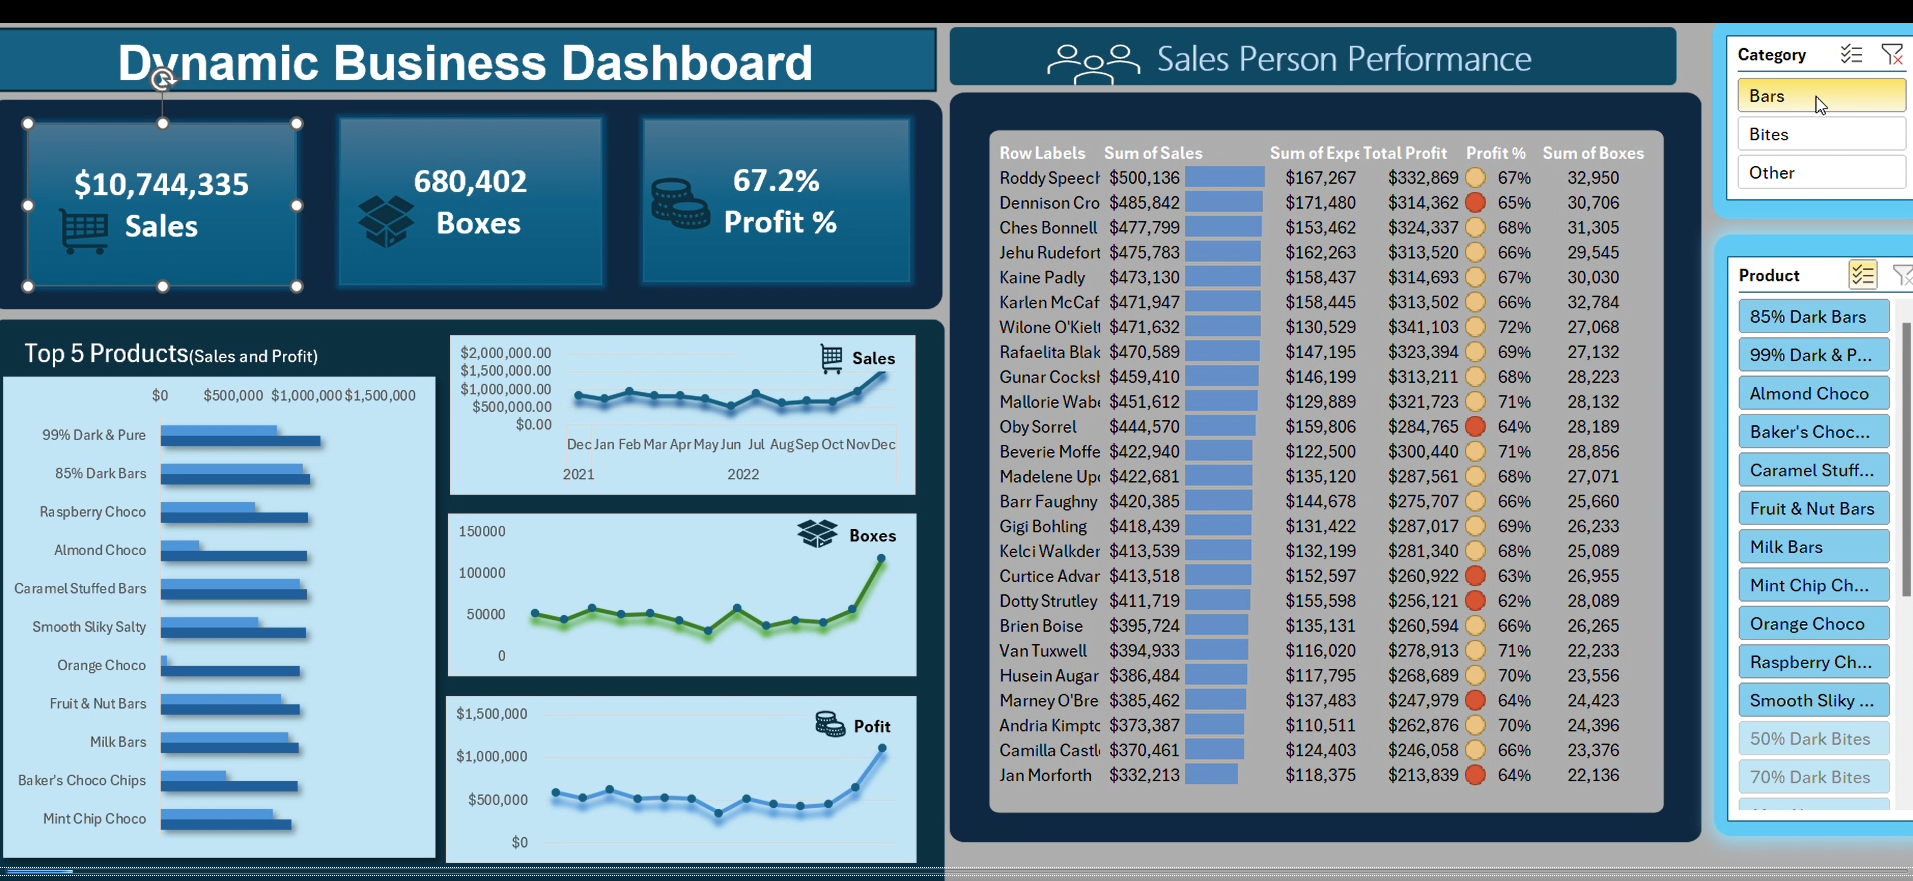 Dynamic Business Dashboard
$10,744,335
Sales
680,402
Boxes
67.2%
Profit %
Top 5 Products(Sales and Profit)
$0 $500,000 $1,000,000 $1,500,000
99% Dark & Pure
85% Dark Bars
Raspberry Choco
Almond Choco
Caramel Stuffed Bars
Smooth Sliky Salty
Orange Choco
Fruit & Nut Bars
Milk Bars
Baker's Choco Chips
Mint Chip Choco
Sales
$2,000,000.00
$1,500,000.00
$1,000,000.00
$500,000.00
$0.00
Dec Jan Feb Mar Apr May Jun Jul Aug Sep Oct Nov Dec
2021 2022
Boxes
150000
100000
50000
0
Pofit
$1,500,000
$1,000,000
$500,000
$0
Sales Person Performance
Row Labels Sum of Sales Sum of Expe Total Profit Profit % Sum of Boxes
Roddy Speech $500,136 $167,267 $332,869 67% 32,950
Dennison Cro $485,842 $171,480 $314,362 65% 30,706
Ches Bonnell $477,799 $153,462 $324,337 68% 31,305
Jehu Rudefort $475,783 $162,263 $313,520 66% 29,545
Kaine Padly $473,130 $158,437 $314,693 67% 30,030
Karlen McCaf $471,947 $158,445 $313,502 66% 32,784
Wilone O'Kielt $471,632 $130,529 $341,103 72% 27,068
Rafaelita Blak $470,589 $147,195 $323,394 69% 27,132
Gunar Cocksh $459,410 $146,199 $313,211 68% 28,223
Mallorie Wabe $451,612 $129,889 $321,723 71% 28,132
Oby Sorrel $444,570 $159,806 $284,765 64% 28,189
Beverie Moffe $422,940 $122,500 $300,440 71% 28,856
Madelene Upc $422,681 $135,120 $287,561 68% 27,071
Barr Faughny $420,385 $144,678 $275,707 66% 25,660
Gigi Bohling $418,439 $131,422 $287,017 69% 26,233
Kelci Walkder $413,539 $132,199 $281,340 68% 25,089
Curtice Advar $413,518 $152,597 $260,922 63% 26,955
Dotty Strutley $411,719 $155,598 $256,121 62% 28,089
Brien Boise $395,724 $135,131 $260,594 66% 26,265
Van Tuxwell $394,933 $116,020 $278,913 71% 22,233
Husein Augar $386,484 $117,795 $268,689 70% 23,556
Marney O'Bre $385,462 $137,483 $247,979 64% 24,423
Andria Kimptc $373,387 $110,511 $262,876 70% 24,396
Camilla Castl $370,461 $124,403 $246,058 66% 23,376
Jan Morforth $332,213 $118,375 $213,839 64% 22,136
Category
Bars
Bites
Other
Product
85% Dark Bars
99% Dark & P...
Almond Choco
Baker's Choc...
Caramel Stuff...
Fruit & Nut Bars
Milk Bars
Mint Chip Ch...
Orange Choco
Raspberry Ch...
Smooth Sliky ...
50% Dark Bites
70% Dark Bites